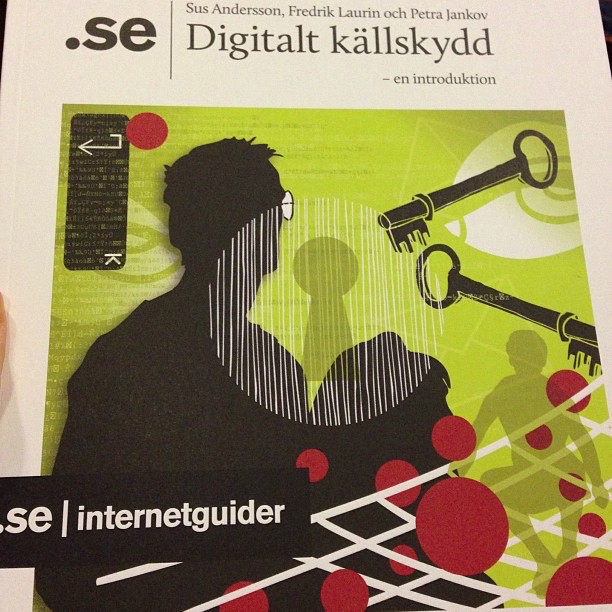 .se
Sus Andersson, Fredrik Laurin och Petra Jankov
Digitalt källskydd
– en introduktion
K
.se | internetguider